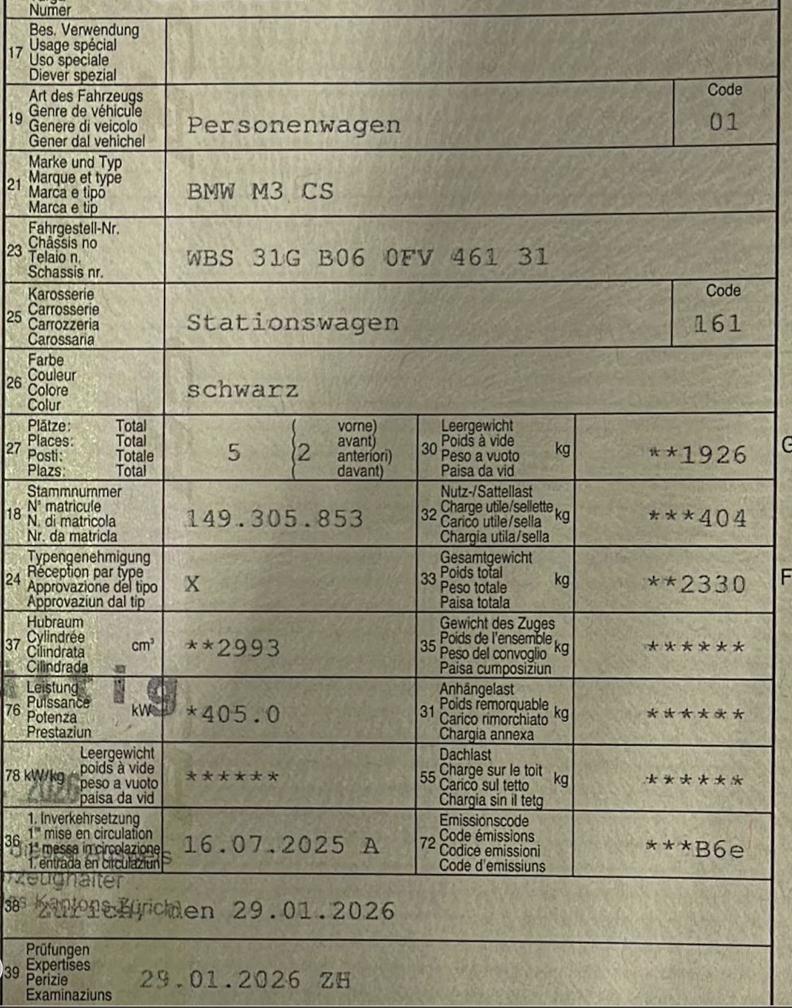 Numer
17 Bes. Verwendung
Usage spécial
Uso speciale
Diever spezial
19 Art des Fahrzeugs
Genre de véhicule
Genere di veicolo
Gener dal vehichel
Personenwagen
Code
01
21 Marke und Typ
Marque et type
Marca e tipo
Marca e tip
BMW M3 CS
23 Fahrgestell-Nr.
Châssis no
Telaio n.
Schassis nr.
WBS 31G B06 0FV 461 31
25 Karosserie
Carrosserie
Carrozzeria
Carossaria
Stationswagen
Code
161
26 Farbe
Couleur
Colore
Colur
schwarz
27 Plätze: Total
Places: Total
Posti: Totale
Plazs: Total
5 (2 vorne)
avant)
anteriori)
davant)
30 Leergewicht
Poids à vide
Peso a vuoto
Paisa da vid
kg
**1926
G
18 Stammnummer
N° matricule
N. di matricola
Nr. da matricla
149.305.853
32 Nutz-/Sattellast
Charge utile/sellette
Carico utile/sella
Chargia utila/sella
kg
***404
24 Typengenehmigung
Réception par type
Approvazione del tipo
Approvaziun dal tip
X
33 Gesamtgewicht
Poids total
Peso totale
Paisa totala
kg
**2330
F
37 Hubraum
Cylindrée
Cilindrata
Cilindrada
cm³
**2993
35 Gewicht des Zuges
Poids de l'ensemble
Peso del convoglio
Paisa cumposiziun
kg
******
76 Leistung
Puissance
Potenza
Prestaziun
kW
*405.0
31 Anhängelast
Poids remorquable
Carico rimorchiato
Chargia annexa
kg
******
78 kW/kg Leergewicht
poids à vide
peso a vuoto
paisa da vid
******
55 Dachlast
Charge sur le toit
Carico sul tetto
Chargia sin il tetg
kg
******
36 1. Inverkehrsetzung
1re mise en circulation
1a messa in circolazione
1. entrada en circulaziun
16.07.2025 A
72 Emissionscode
Code émissions
Codice emissioni
Code d'emissiuns
***B6e
38 Zürich, den 29.01.2026
39 Prüfungen
Expertises
Perizie
Examinaziuns
29.01.2026 ZH